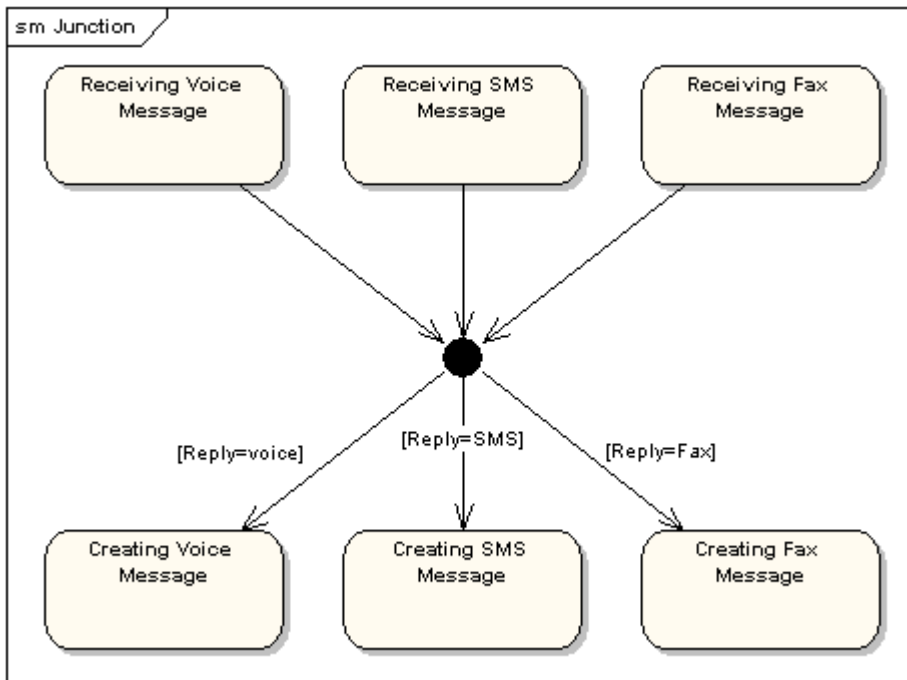 sm Junction
Receiving Voice
Message
Receiving SMS
Message
Receiving Fax
Message
[Reply=voice]
[Reply=SMS]
[Reply=Fax]
Creating Voice
Message
Creating SMS
Message
Creating Fax
Message